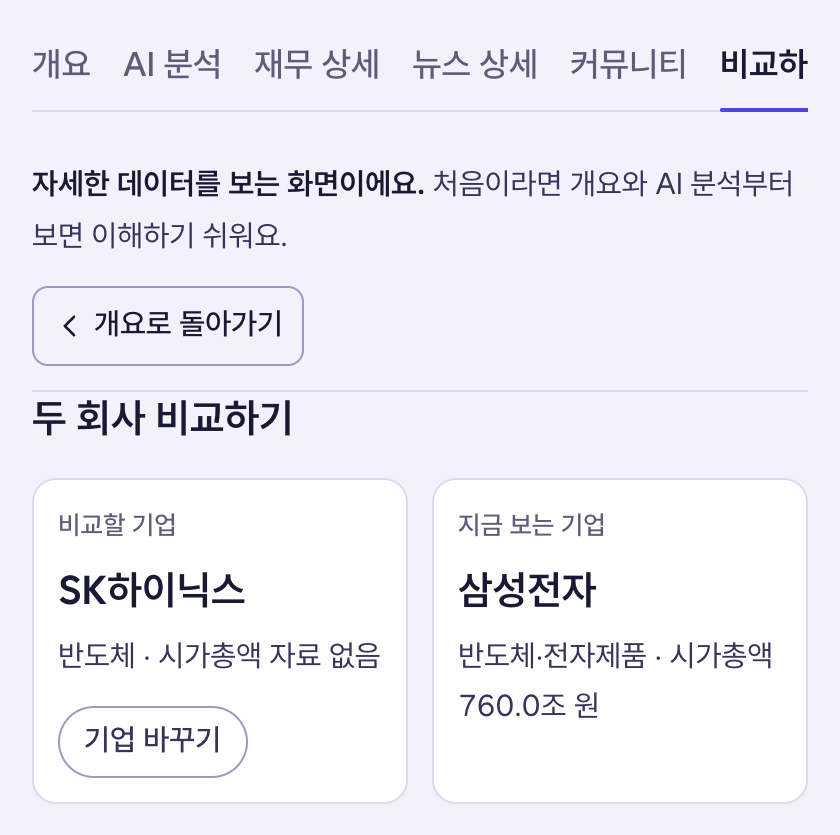 개요 AI 분석 재무 상세 뉴스 상세 커뮤니티 비교하
자세한 데이터를 보는 화면이에요. 처음이라면 개요와 AI 분석부터
보면 이해하기 쉬워요.
개요로 돌아가기
두 회사 비교하기
비교할 기업
SK하이닉스
반도체 · 시가총액 자료 없음
기업 바꾸기
지금 보는 기업
삼성전자
반도체·전자제품 · 시가총액
760.0조 원